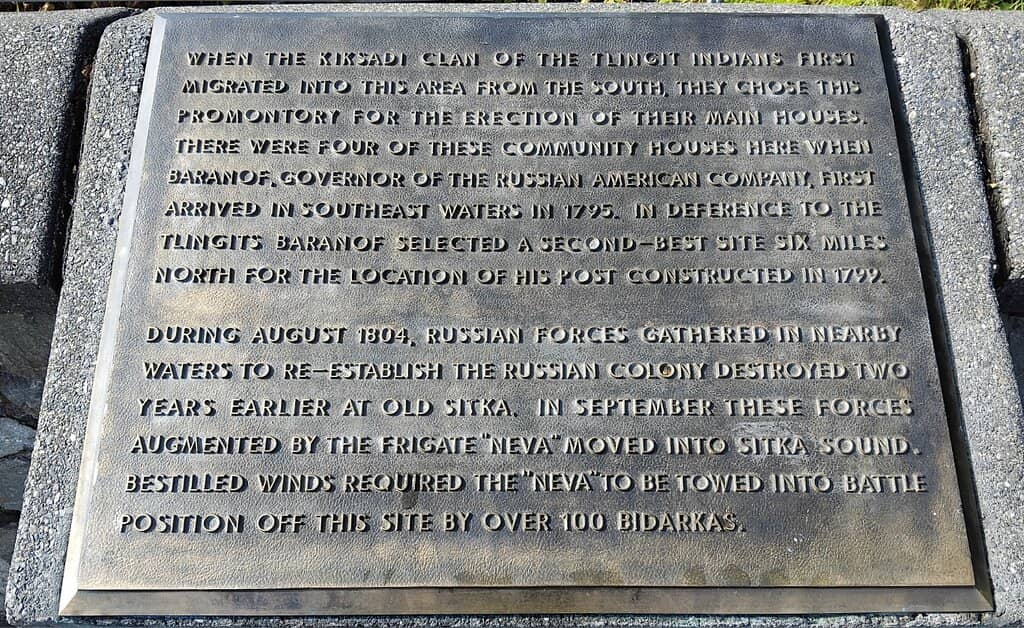 WHEN THE KIKSADI CLAN OF THE TLINGIT INDIANS FIRST
MIGRATED INTO THIS AREA FROM THE SOUTH, THEY CHOSE THIS
PROMONTORY FOR THE ERECTION OF THEIR MAIN HOUSES.
THERE WERE FOUR OF THESE COMMUNITY HOUSES HERE WHEN
BARANOF, GOVERNOR OF THE RUSSIAN AMERICAN COMPANY, FIRST
ARRIVED IN SOUTHEAST WATERS IN 1795. IN DEFERENCE TO THE
TLINGITS BARANOF SELECTED A SECOND-BEST SITE SIX MILES
NORTH FOR THE LOCATION OF HIS POST CONSTRUCTED IN 1799.
DURING AUGUST 1804, RUSSIAN FORCES GATHERED IN NEARBY
WATERS TO RE-ESTABLISH THE RUSSIAN COLONY DESTROYED TWO
YEARS EARLIER AT OLD SITKA. IN SEPTEMBER THESE FORCES
AUGMENTED BY THE FRIGATE "NEVA" MOVED INTO SITKA SOUND.
BESTILLED WINDS REQUIRED THE "NEVA" TO BE TOWED INTO BATTLE
POSITION OFF THIS SITE BY OVER 100 BIDARKAS.